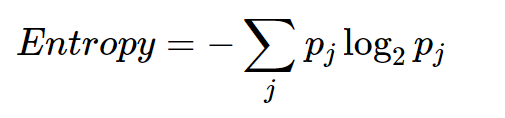 Entropy = − ∑_j p_j log_2 p_j